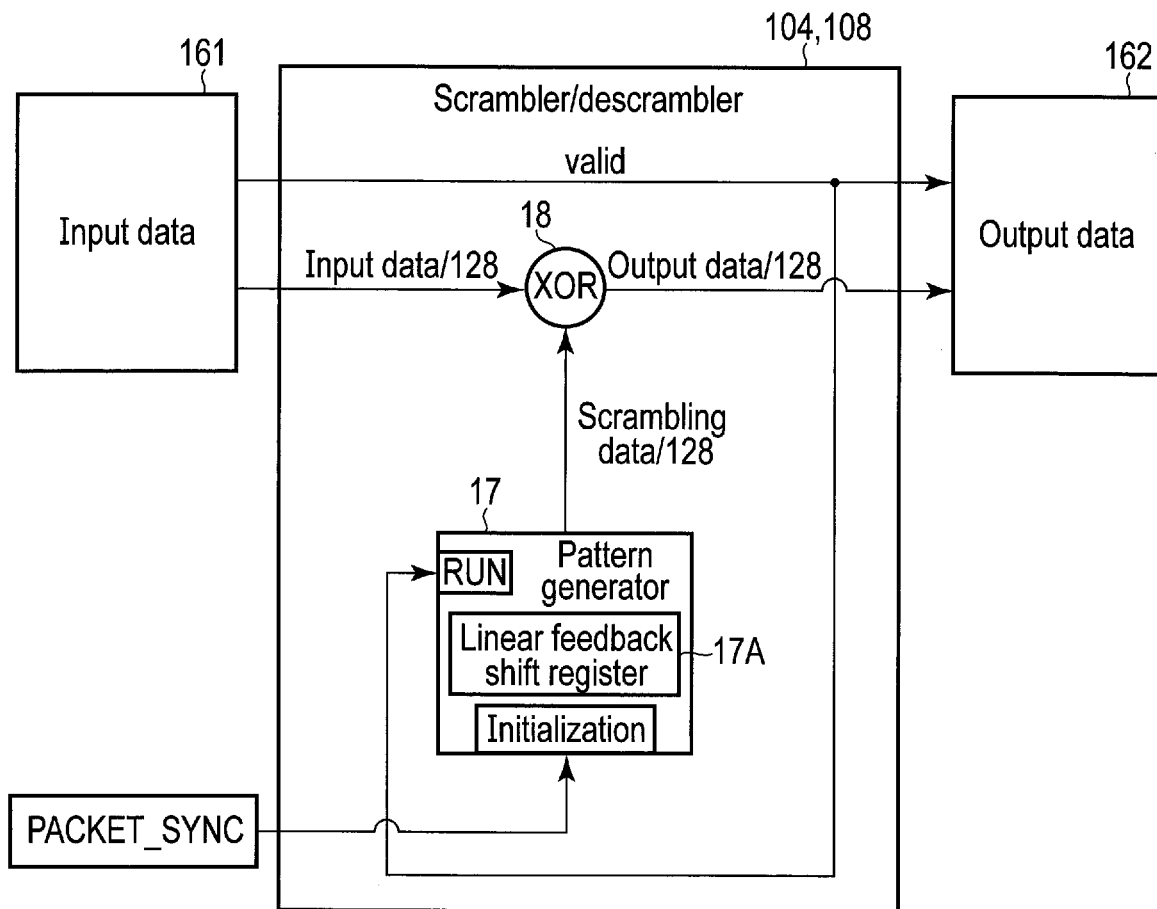 104,108
161
162
Scrambler/descrambler
valid
Input data
18
Output data
Input data/128
XOR
Output data/128
Scrambling
data/128
17
RUN
Pattern
generator
Linear feedback
shift register
17A
Initialization
PACKET_SYNC